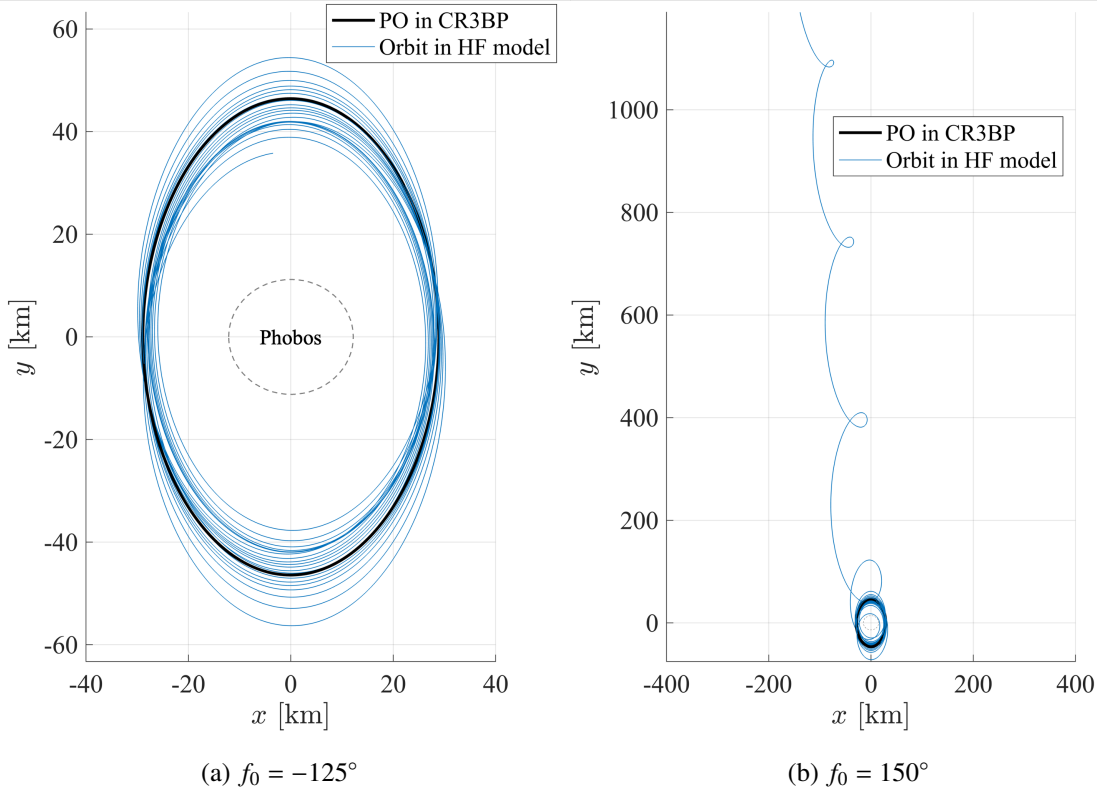 PO in CR3BP
Orbit in HF model
60
40
20
0
-20
-40
-60
y [km]
Phobos
-40
-20
0
20
40
x [km]
(a) f₀ = −125°
PO in CR3BP
Orbit in HF model
1000
800
600
400
200
0
y [km]
-400
-200
0
200
400
x [km]
(b) f₀ = 150°